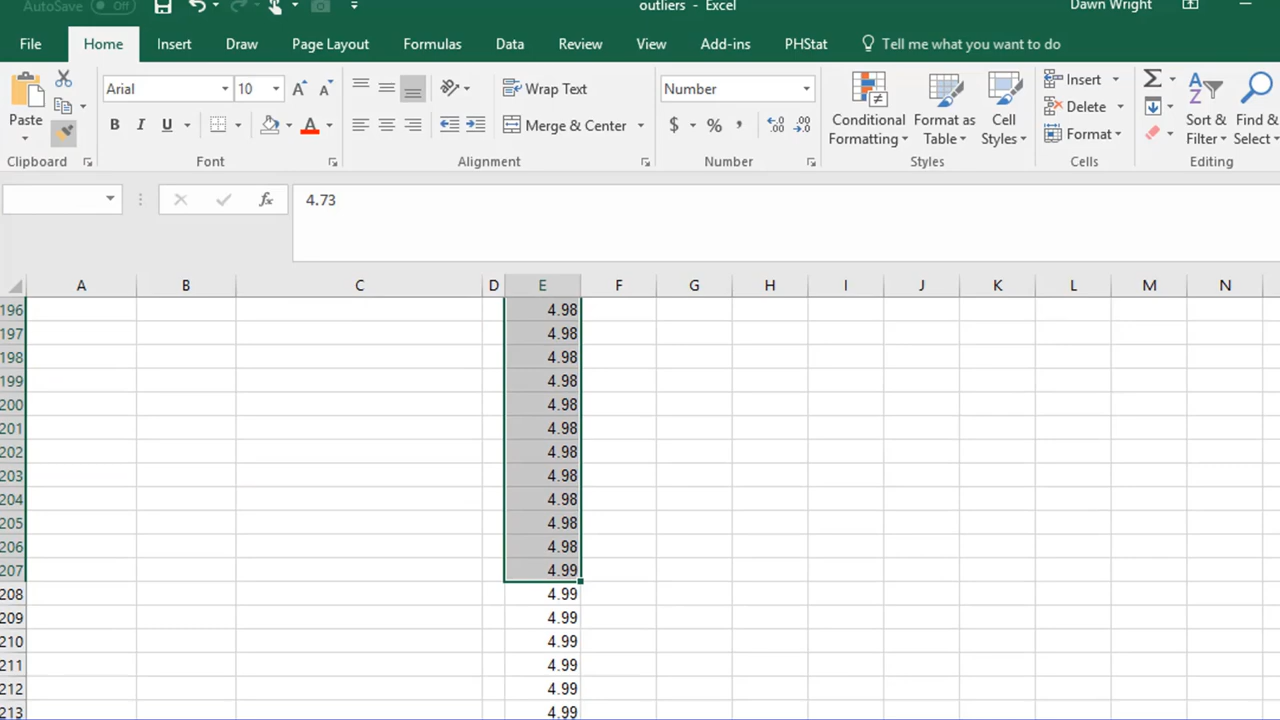 AutoSave Off
outliers - Excel
Dawn Wright
File Home Insert Draw Page Layout Formulas Data Review View Add-ins PHStat Tell me what you want to do
Paste
Clipboard
Arial 10
B I U A
Font
Wrap Text
Merge & Center
Alignment
Number
$ % ,
Number
Conditional Formatting
Format as Table
Cell Styles
Styles
Insert
Delete
Format
Cells
Sort & Filter
Find & Select
Editing
fx 4.73
A B C D E F G H I J K L M N
196 4.98
197 4.98
198 4.98
199 4.98
200 4.98
201 4.98
202 4.98
203 4.98
204 4.98
205 4.98
206 4.98
207 4.99
208 4.99
209 4.99
210 4.99
211 4.99
212 4.99
213 4.99